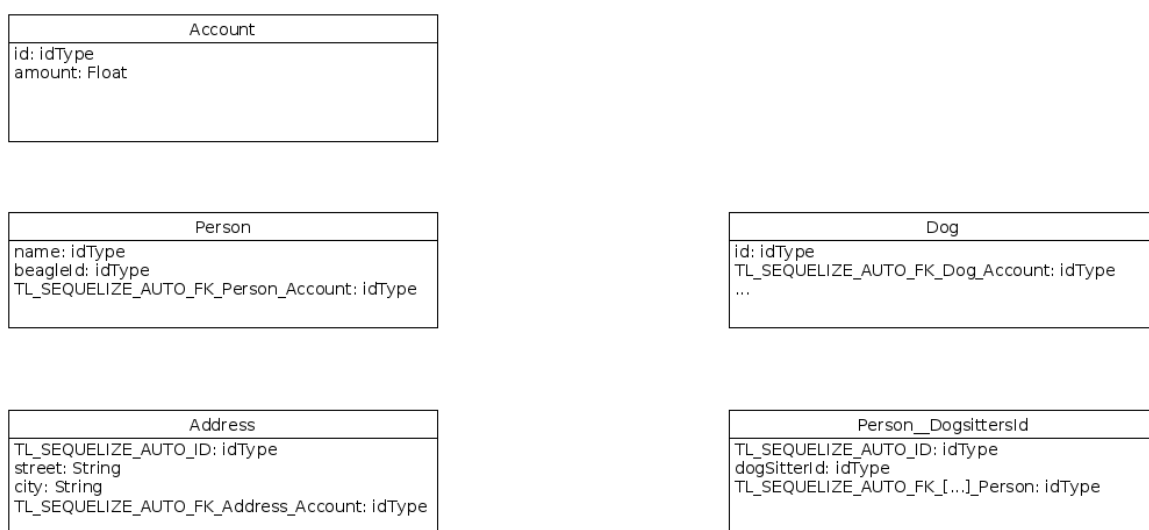 Account
id: idType
amount: Float
Person
name: idType
beagleId: idType
TL_SEQUELIZE_AUTO_FK_Person_Account: idType
Dog
id: idType
TL_SEQUELIZE_AUTO_FK_Dog_Account: idType
...
Address
TL_SEQUELIZE_AUTO_ID: idType
street: String
city: String
TL_SEQUELIZE_AUTO_FK_Address_Account: idType
Person__DogsittersId
TL_SEQUELIZE_AUTO_ID: idType
dogSitterId: idType
TL_SEQUELIZE_AUTO_FK_[...]_Person: idType